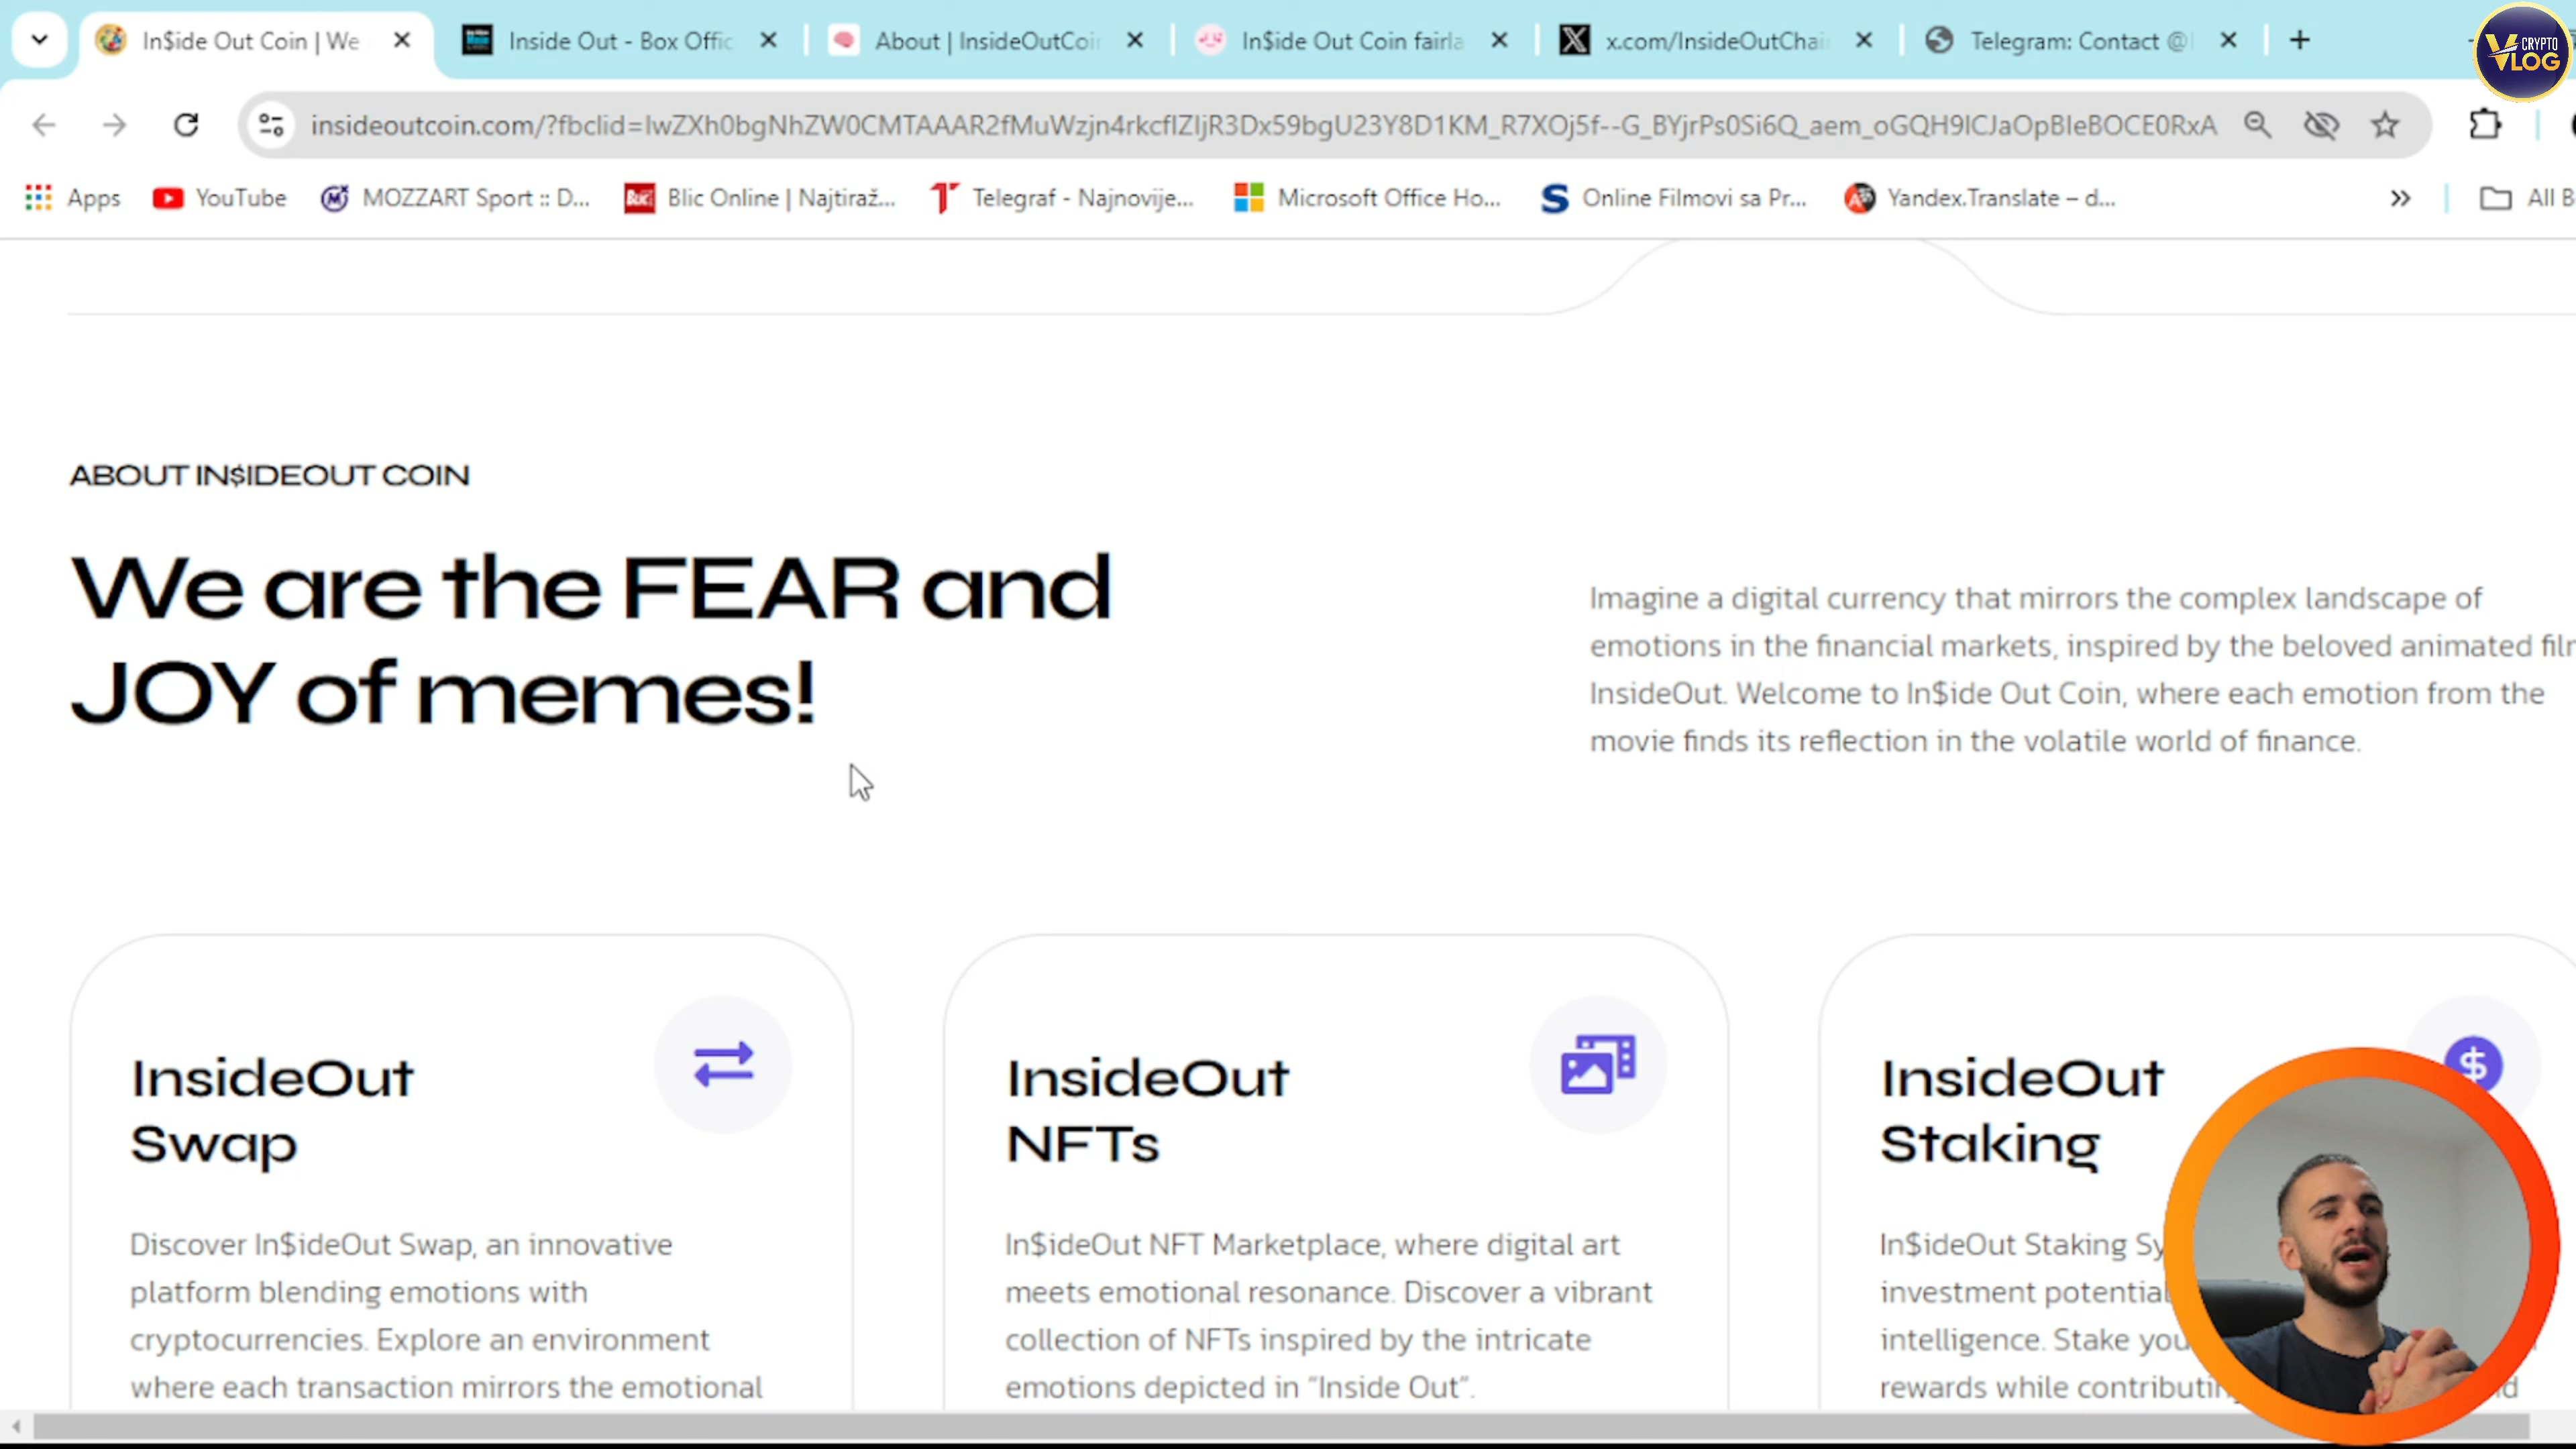 In$ide Out Coin | We
Inside Out - Box Offic
About | InsideOutCoin
In$ide Out Coin fairla
x.com/InsideOutChai
Telegram: Contact @
CRYPTO
VLOG
insideoutcoin.com/?fbclid=IwZXh0bgNhZW0CMTAAAR2fMuWzjn4rkcfIZIjR3Dx59bgU23Y8D1KM_R7XOj5f--G_BYjrPs0Si6Q_aem_oGQH9ICJaOpBIeBOCE0RxA
Apps
YouTube
MOZZART Sport :: D...
Blic Online | Najtiraž...
Telegraf - Najnovije...
Microsoft Office Ho...
Online Filmovi sa Pr...
Yandex.Translate – d...
All B
ABOUT IN$IDEOUT COIN
We are the FEAR and
JOY of memes!
Imagine a digital currency that mirrors the complex landscape of
emotions in the financial markets, inspired by the beloved animated
InsideOut. Welcome to In$ide Out Coin, where each emotion from the
movie finds its reflection in the volatile world of finance.
InsideOut
Swap
Discover In$ideOut Swap, an innovative
platform blending emotions with
cryptocurrencies. Explore an environment
where each transaction mirrors the emotional
InsideOut
NFTs
In$ideOut NFT Marketplace, where digital art
meets emotional resonance. Discover a vibrant
collection of NFTs inspired by the intricate
emotions depicted in “Inside Out”.
InsideOut
Staking
In$ideOut Staking Sy
investment potential
intelligence. Stake you
rewards while contributin